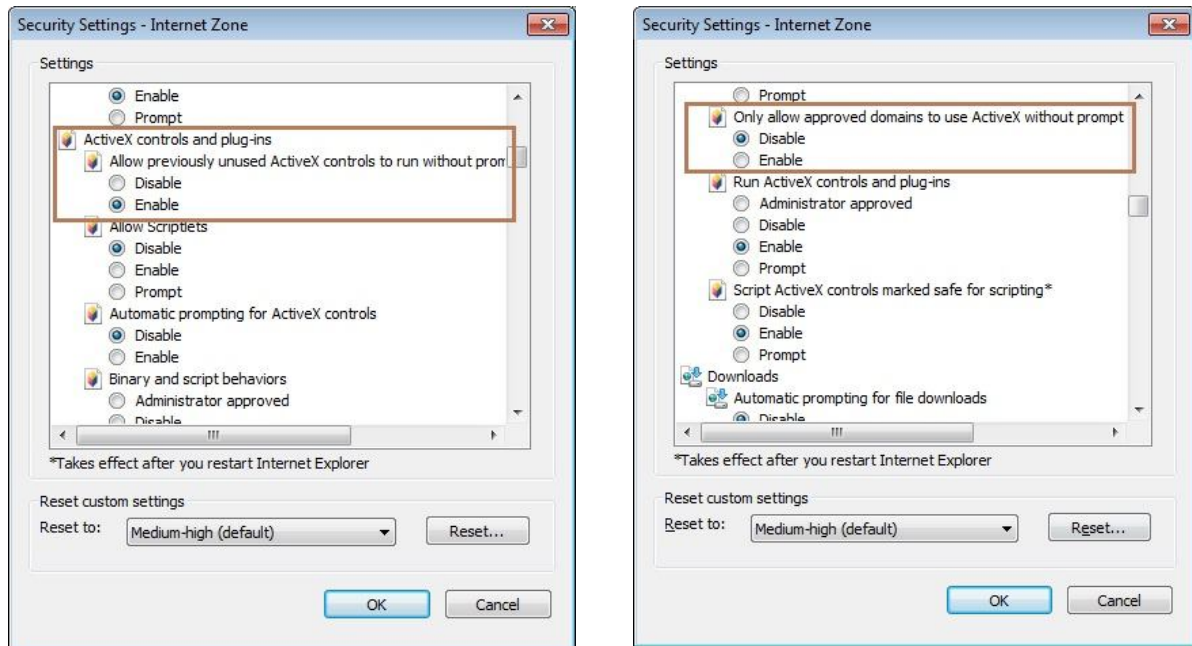 Security Settings - Internet Zone
Settings
Enable
Prompt
ActiveX controls and plug-ins
Allow previously unused ActiveX controls to run without prom
Disable
Enable
Allow Scriptlets
Disable
Enable
Prompt
Automatic prompting for ActiveX controls
Disable
Enable
Binary and script behaviors
Administrator approved
Disable
*Takes effect after you restart Internet Explorer
Reset custom settings
Reset to:
Medium-high (default)
Reset...
OK
Cancel
Security Settings - Internet Zone
Settings
Prompt
Only allow approved domains to use ActiveX without prompt
Disable
Enable
Run ActiveX controls and plug-ins
Administrator approved
Disable
Enable
Prompt
Script ActiveX controls marked safe for scripting*
Disable
Enable
Prompt
Downloads
Automatic prompting for file downloads
Disable
*Takes effect after you restart Internet Explorer
Reset custom settings
Reset to:
Medium-high (default)
Reset...
OK
Cancel